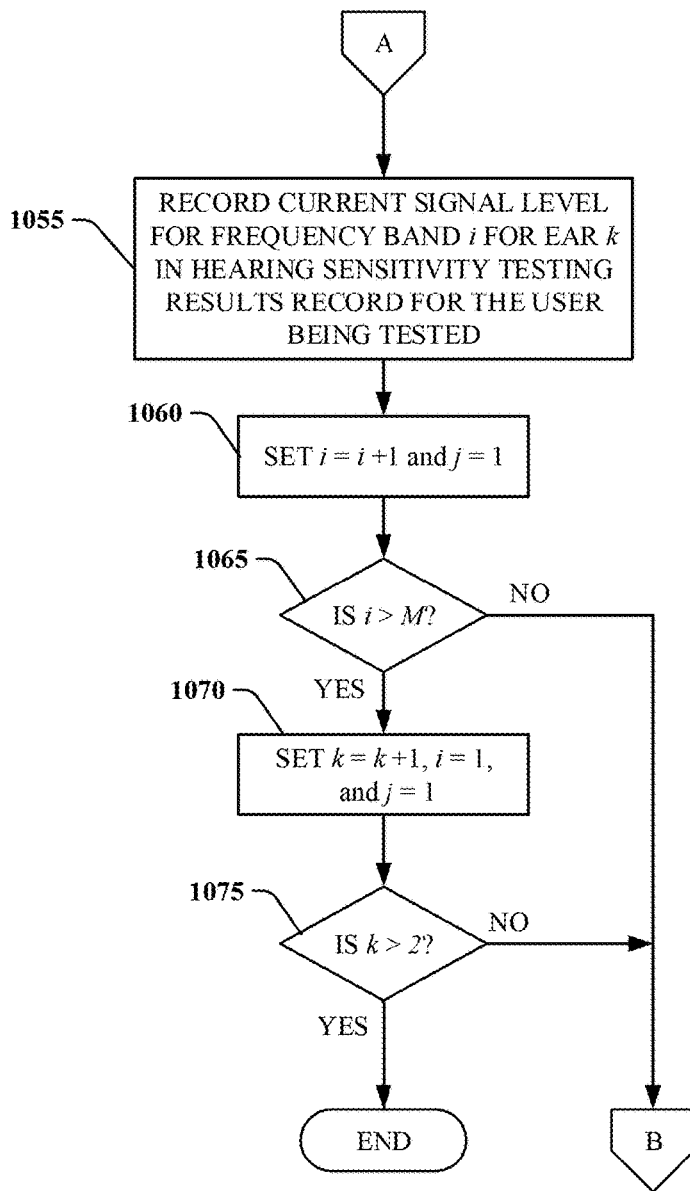 A
1055
RECORD CURRENT SIGNAL LEVEL
FOR FREQUENCY BAND i FOR EAR k
IN HEARING SENSITIVITY TESTING
RESULTS RECORD FOR THE USER
BEING TESTED
1060
SET i = i +1 and j = 1
1065
IS i > M?
NO
YES
1070
SET k = k+1, i = 1,
and j = 1
1075
IS k > 2?
NO
YES
END
B